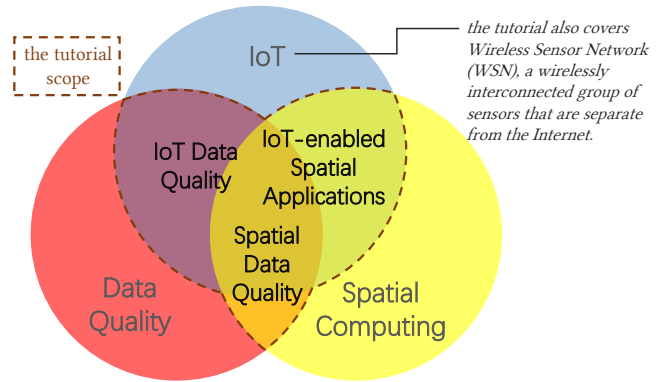 the tutorial
scope
IoT
the tutorial also covers
Wireless Sensor Network
(WSN), a wirelessly
interconnected group of
sensors that are separate
from the Internet.
IoT Data
Quality
IoT-enabled
Spatial
Applications
Spatial
Data
Quality
Data
Quality
Spatial
Computing